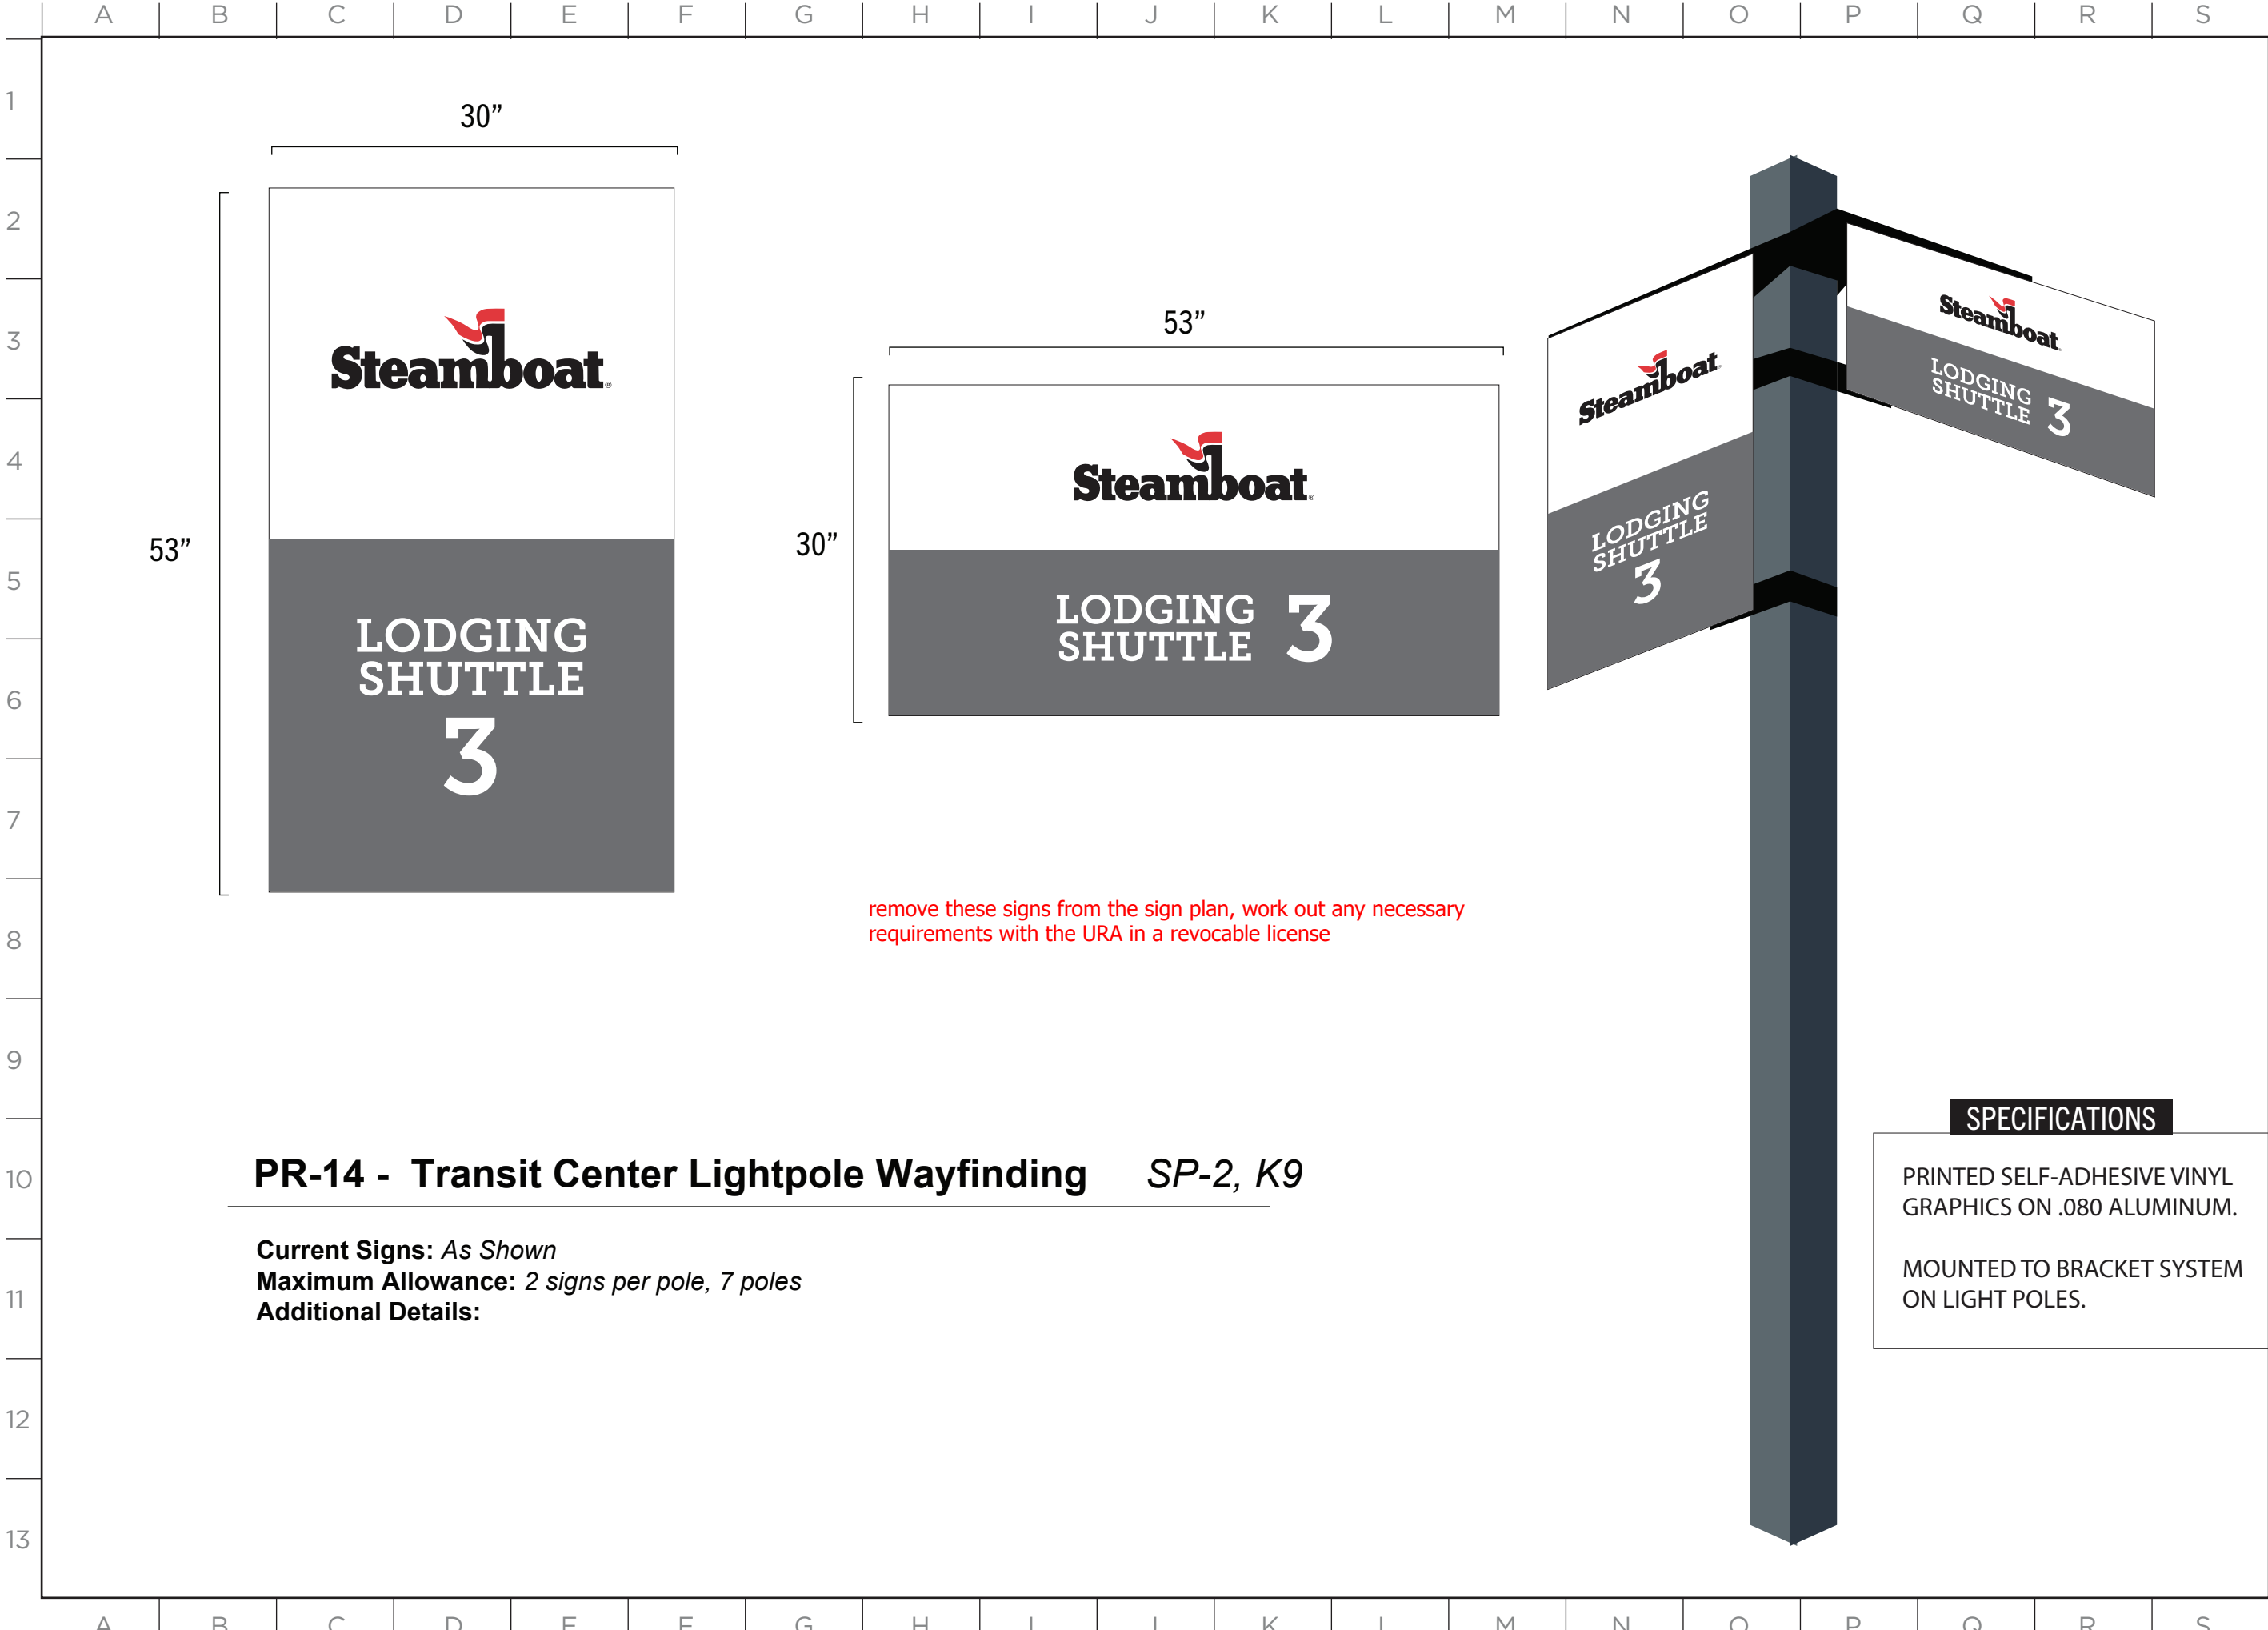 A B C D E F G H I J K L M N O P Q R S
1
2
3
4
5
6
7
8
9
10
11
12
13
30”
53”
Steamboat®
LODGING
SHUTTLE
3
53”
30”
Steamboat®
LODGING
SHUTTLE 3
Steamboat
LODGING
SHUTTLE
3
Steamboat
LODGING
SHUTTLE 3
remove these signs from the sign plan, work out any necessary
requirements with the URA in a revocable license
PR-14 - Transit Center Lightpole Wayfinding SP-2, K9
Current Signs: As Shown
Maximum Allowance: 2 signs per pole, 7 poles
Additional Details:
SPECIFICATIONS
PRINTED SELF-ADHESIVE VINYL
GRAPHICS ON .080 ALUMINUM.
MOUNTED TO BRACKET SYSTEM
ON LIGHT POLES.
A B C D E F G H I J K L M N O P Q R S